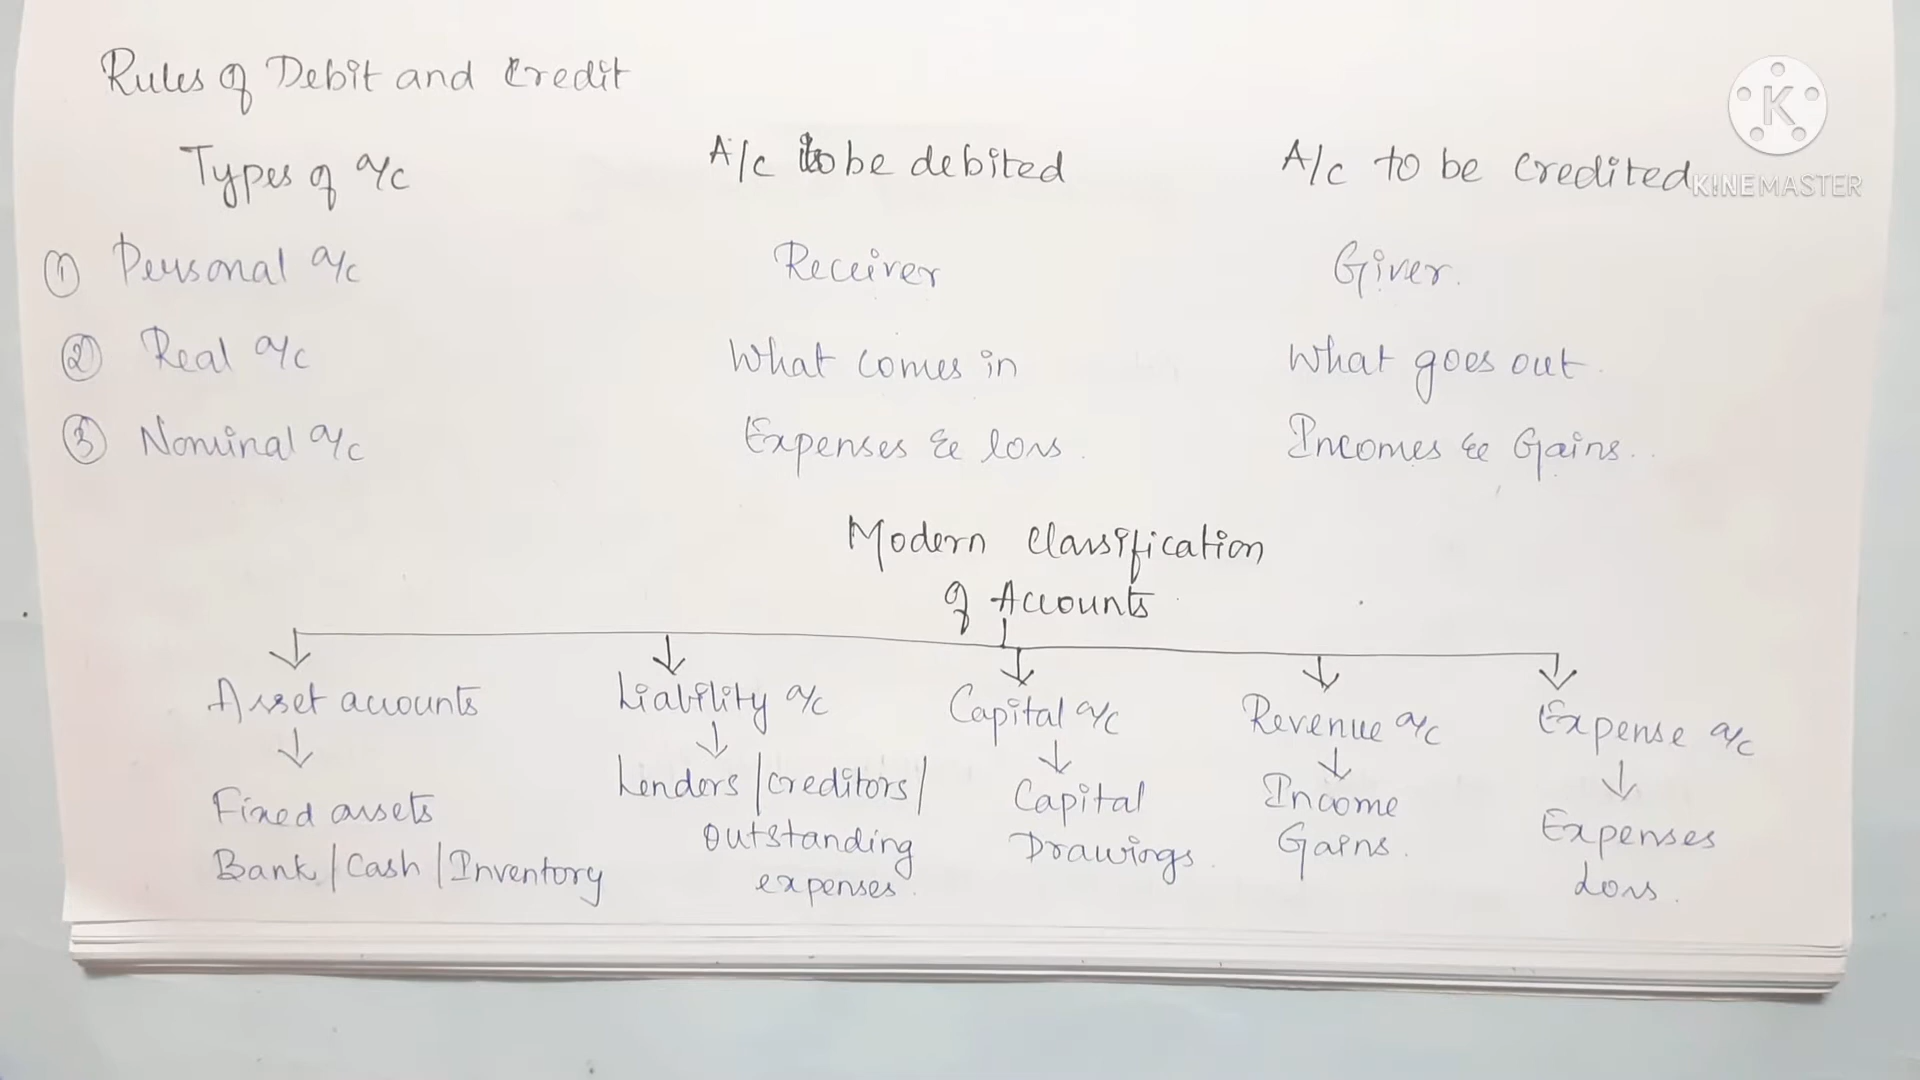 Rules of Debit and Credit
Types of a/c A/c to be debited A/c to be credited
① Personal a/c Receiver Giver.
② Real a/c What comes in What goes out.
③ Nominal a/c Expenses & loss. Incomes & Gains.
Modern Classification
of Accounts
Asset accounts Liability a/c Capital a/c Revenue a/c Expense a/c
Fixed assets Lenders/creditors/ Capital Income Expenses
Bank/Cash/Inventory outstanding Drawings. Gains. Loss.
expenses.
K
KINEMASTER